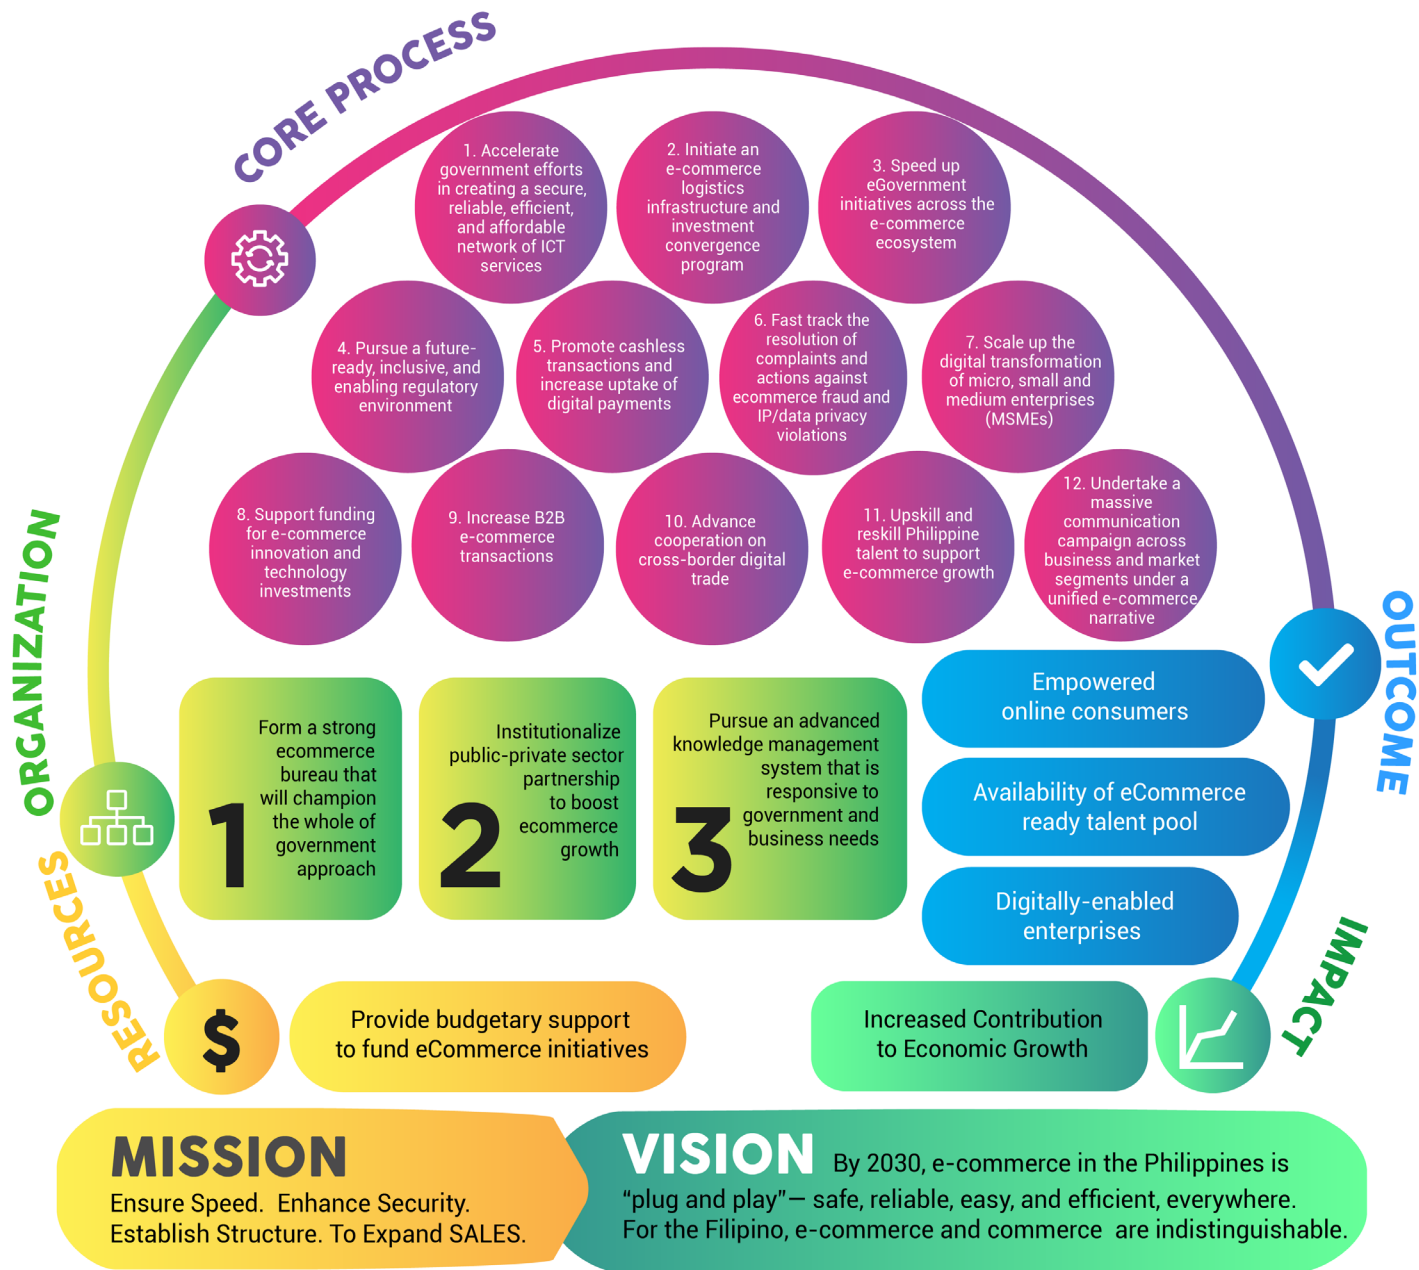 CORE PROCESS
1. Accelerate
government efforts
in creating a secure,
reliable, efficient,
and affordable
network of ICT
services
2. Initiate an
e-commerce
logistics
infrastructure and
investment
convergence
program
3. Speed up
eGovernment
initiatives across the
e-commerce
ecosystem
4. Pursue a future-
ready, inclusive, and
enabling regulatory
environment
5. Promote cashless
transactions and
increase uptake of
digital payments
6. Fast track the
resolution of
complaints and
actions against
ecommerce fraud and
IP/data privacy
violations
7. Scale up the
digital transformation
of micro, small and
medium enterprises
(MSMEs)
8. Support funding
for e-commerce
innovation and
technology
investments
9. Increase B2B
e-commerce
transactions
10. Advance
cooperation on
cross-border digital
trade
11. Upskill and
reskill Philippine
talent to support
e-commerce growth
12. Undertake a
massive
communication
campaign across
business and market
segments under a
unified e-commerce
narrative
ORGANIZATION
1
Form a strong
ecommerce
bureau that
will champion
the whole of
government
approach
2
Institutionalize
public-private sector
partnership
to boost
ecommerce
growth
3
Pursue an advanced
knowledge management
system that is
responsive to
government and
business needs
OUTCOME
Empowered
online consumers
Availability of eCommerce
ready talent pool
Digitally-enabled
enterprises
RESOURCES
$
Provide budgetary support
to fund eCommerce initiatives
IMPACT
Increased Contribution
to Economic Growth
MISSION
Ensure Speed. Enhance Security.
Establish Structure. To Expand SALES.
VISION By 2030, e-commerce in the Philippines is
“plug and play”— safe, reliable, easy, and efficient, everywhere.
For the Filipino, e-commerce and commerce are indistinguishable.